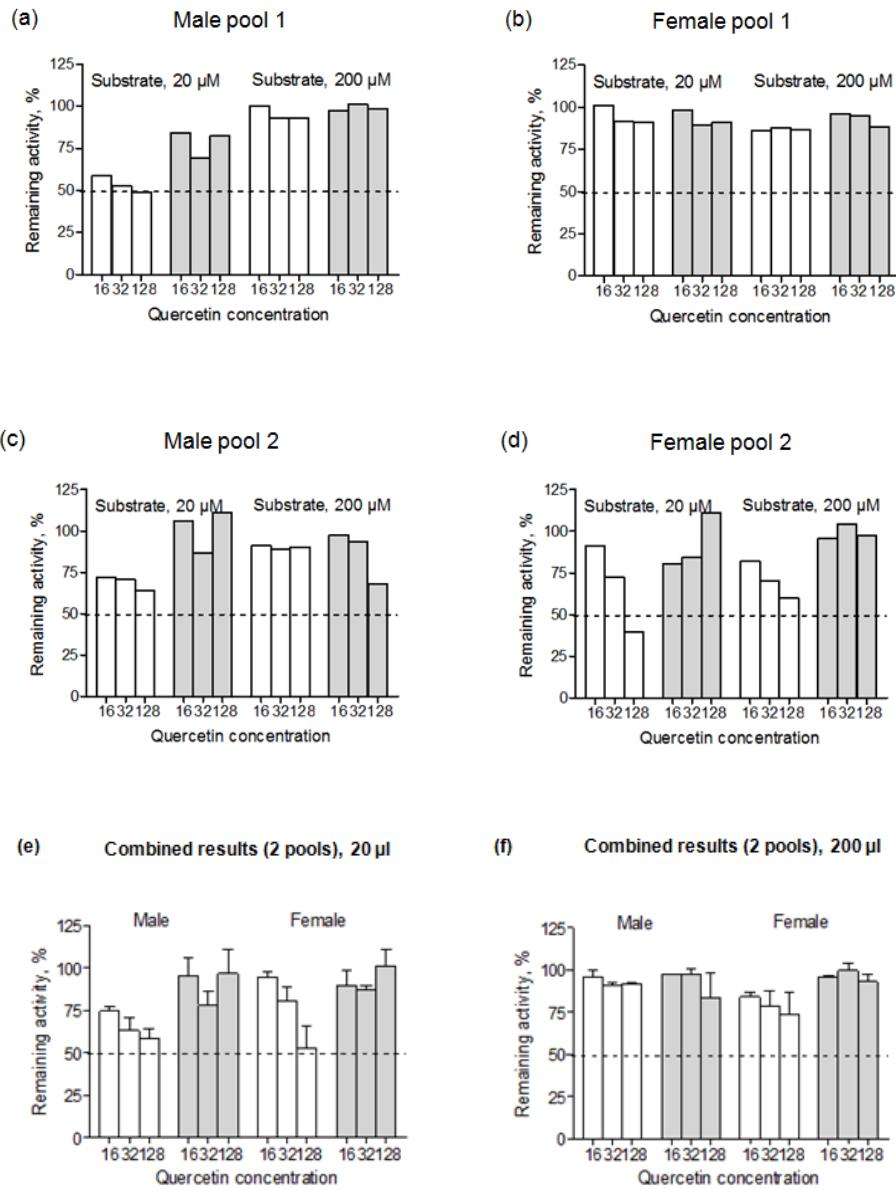 (a)
Male pool 1
Remaining activity, %
125
100
75
50
25
0
Substrate, 20 µM
Substrate, 200 µM
16 32 128
16 32 128
16 32 128
16 32 128
Quercetin concentration
(b)
Female pool 1
Remaining activity, %
125
100
75
50
25
0
Substrate, 20 µM
Substrate, 200 µM
16 32 128
16 32 128
16 32 128
16 32 128
Quercetin concentration
(c)
Male pool 2
Remaining activity, %
125
100
75
50
25
0
Substrate, 20 µM
Substrate, 200 µM
16 32 128
16 32 128
16 32 128
16 32 128
Quercetin concentration
(d)
Female pool 2
Remaining activity, %
125
100
75
50
25
0
Substrate, 20 µM
Substrate, 200 µM
16 32 128
16 32 128
16 32 128
16 32 128
Quercetin concentration
(e)
Combined results (2 pools), 20 µl
Remaining activity, %
125
100
75
50
25
0
Male
Female
16 32 128
16 32 128
16 32 128
16 32 128
Quercetin concentration
(f)
Combined results (2 pools), 200 µl
Remaining activity, %
125
100
75
50
25
0
Male
Female
16 32 128
16 32 128
16 32 128
16 32 128
Quercetin concentration